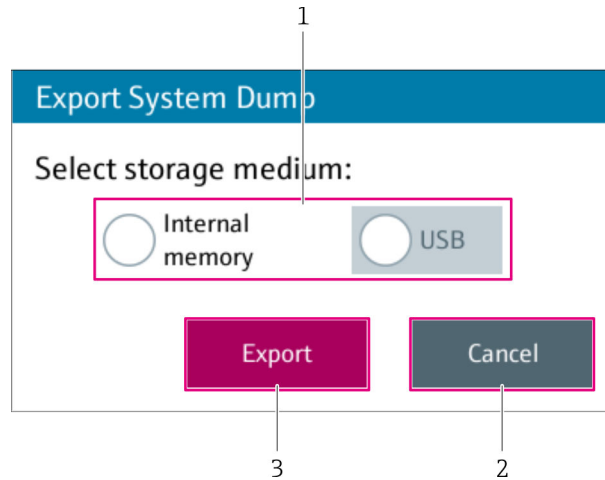 1
Export System Dump
Select storage medium:
Internal
memory
USB
Export
Cancel
3
2